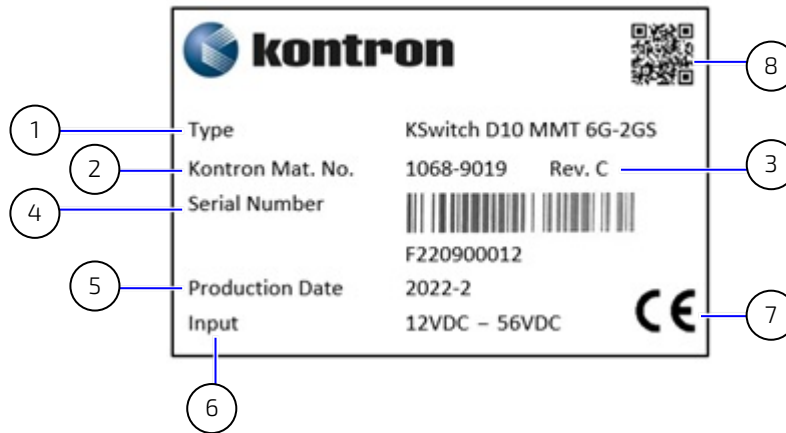 kontron
8
1 Type KSwitch D10 MMT 6G-2GS
2 Kontron Mat. No. 1068-9019 Rev. C 3
4 Serial Number
F220900012
5 Production Date 2022-2
Input 12VDC – 56VDC CE 7
6